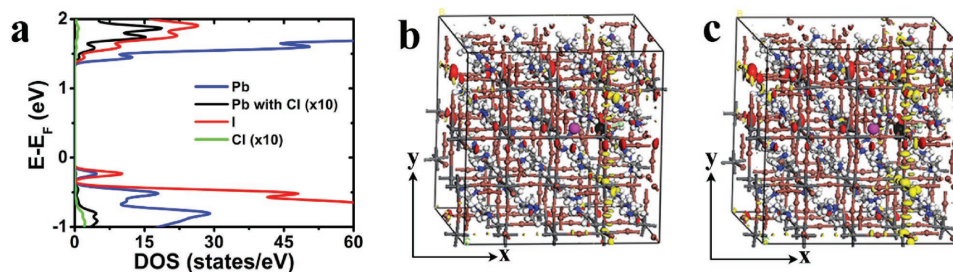 a
E-E_F (eV)
2
1
0
-1
0
15
30
45
60
DOS (states/eV)
Pb
Pb with Cl (x10)
I
Cl (x10)
b
y
x
c
y
x